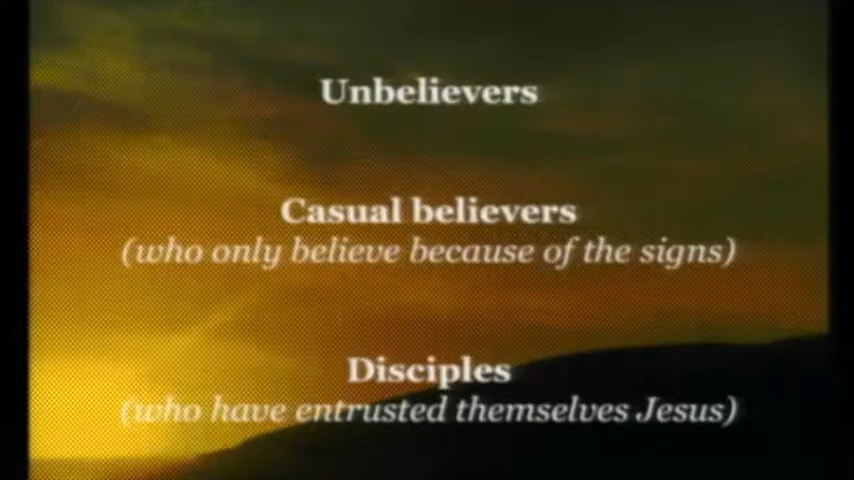 Unbelievers
Casual believers
(who only believe because of the signs)
Disciples
(who have entrusted themselves Jesus)